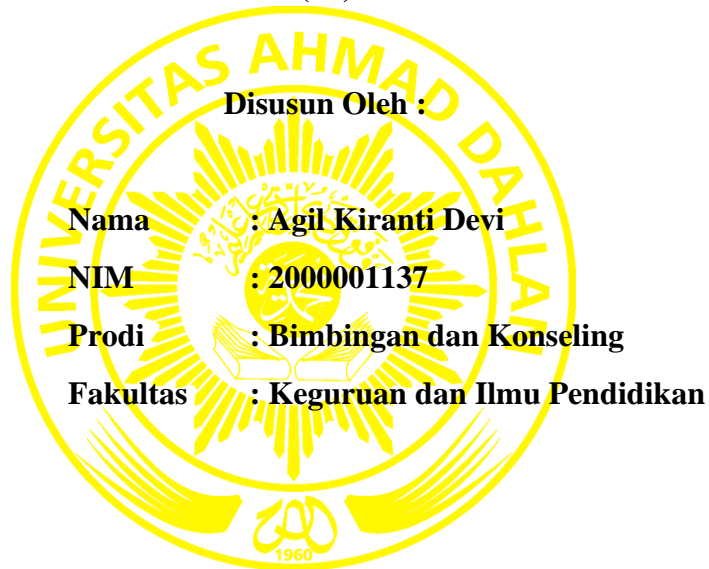 UNIVERSITAS AHMAD DAHLAN
Disusun Oleh :
Nama : Agil Kiranti Devi
NIM : 2000001137
Prodi : Bimbingan dan Konseling
Fakultas : Keguruan dan Ilmu Pendidikan
1960